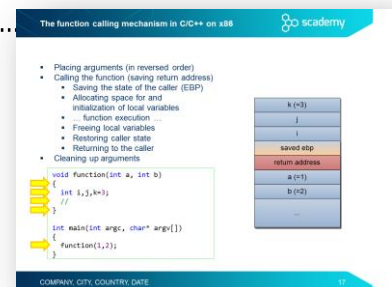 ...
The function calling mechanism in C/C++ on x86
scademy
Placing arguments (in reversed order)
Calling the function (saving return address)
Saving the state of the caller (EBP)
Allocating space for and
initialization of local variables
... function execution ...
Freeing local variables
Restoring caller state
Returning to the caller
Cleaning up arguments
void function(int a, int b)
{
int i,j,k=3;
//
}
int main(int argc, char* argv[])
{
function(1,2);
}
k (=3)
j
i
saved ebp
return address
a (=1)
b (=2)
...
COMPANY, CITY, COUNTRY, DATE
17